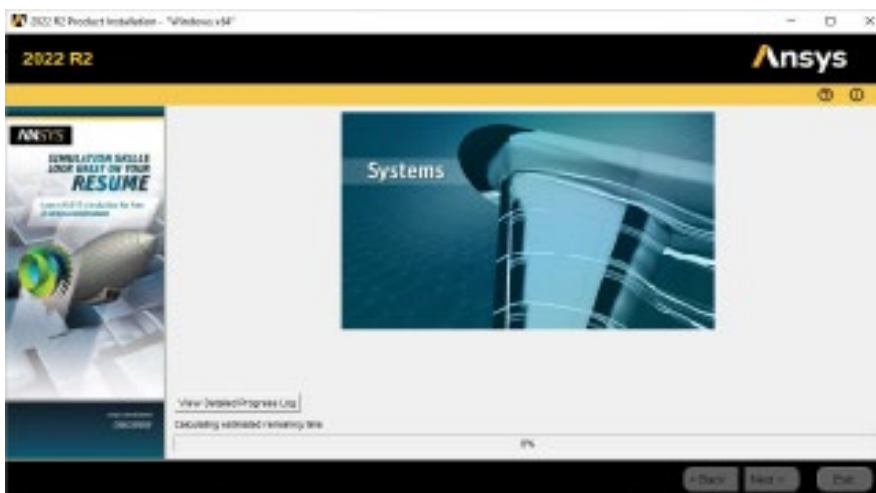 2022 R2 Product Installation - "Windows x64"
2022 R2
Ansys
ANSYS
SIMULATION SKILLS
LOOK GREAT ON YOUR
RESUME
Systems
View Detailed Progress Log
Calculating estimated remaining time
0%
< Back
Next >
Exit